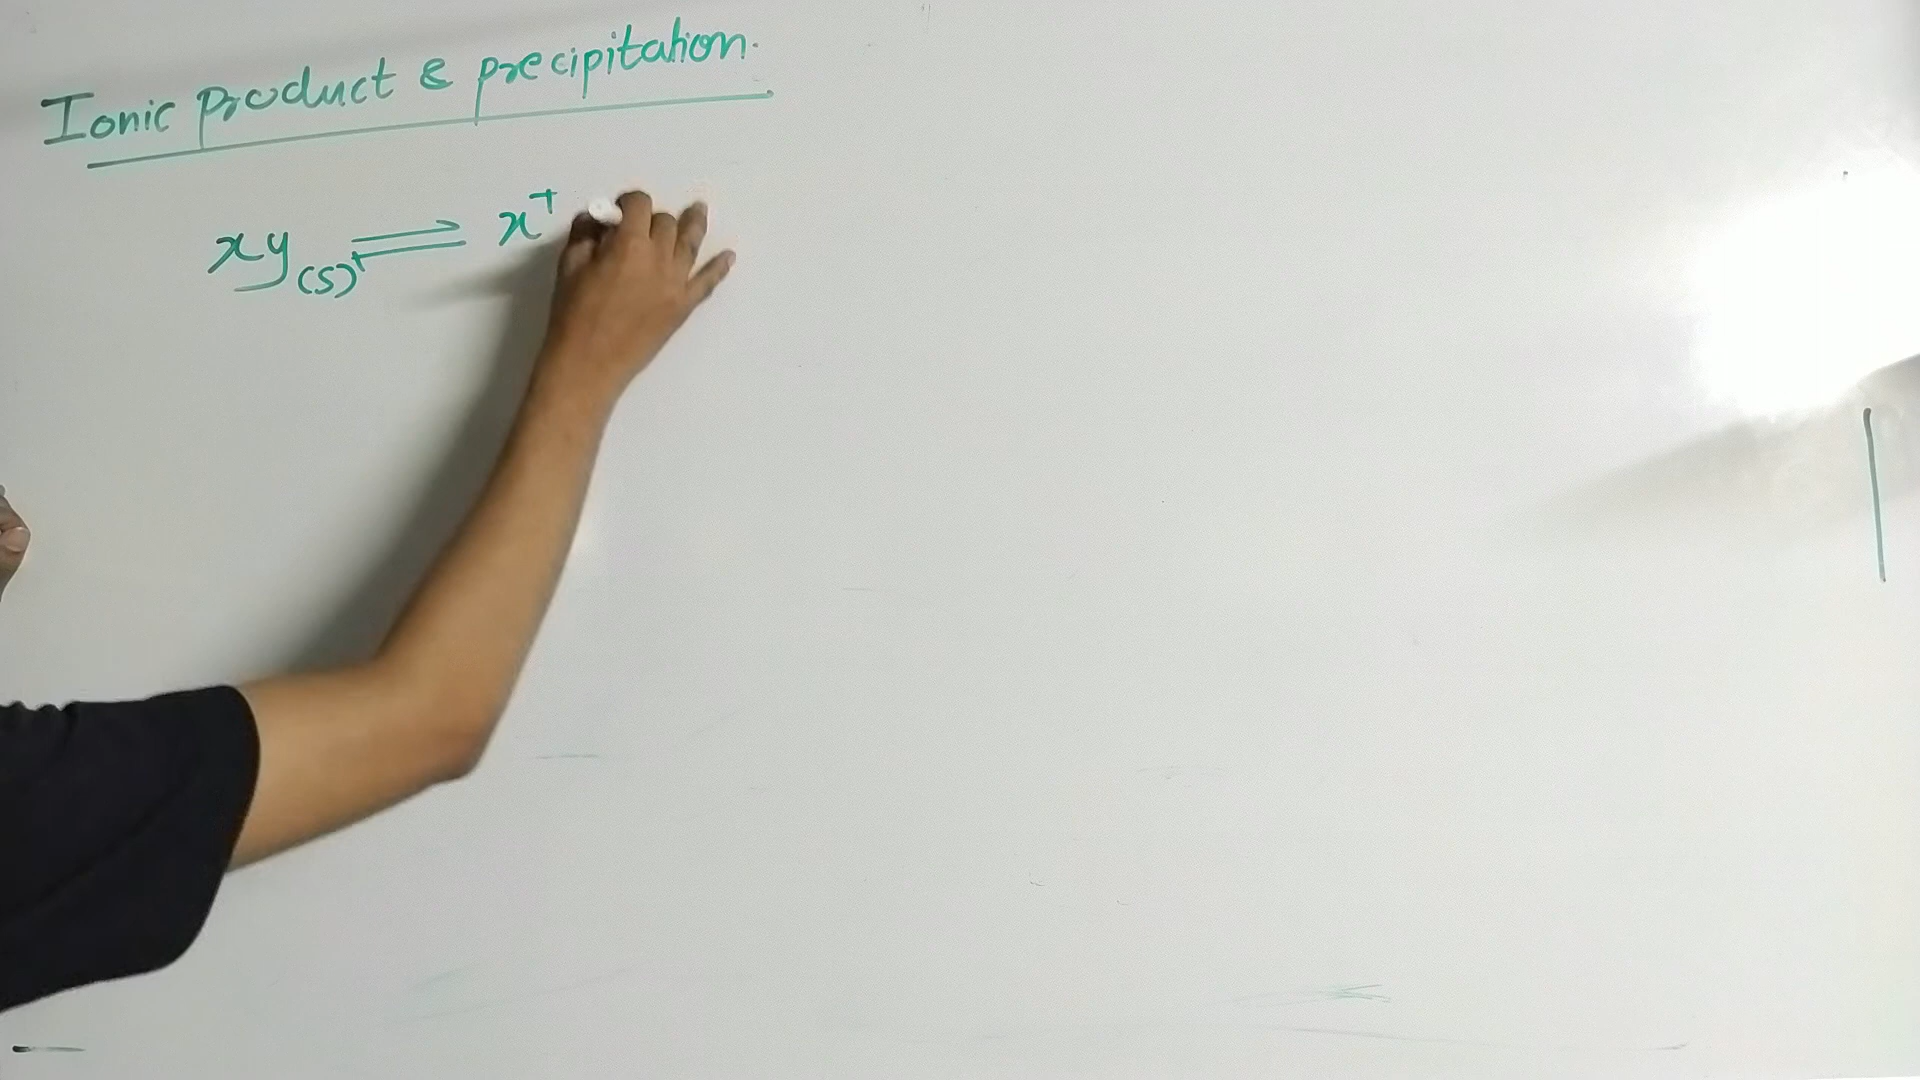 Ionic product & precipitation.
xy(s) ⇌ x⁺